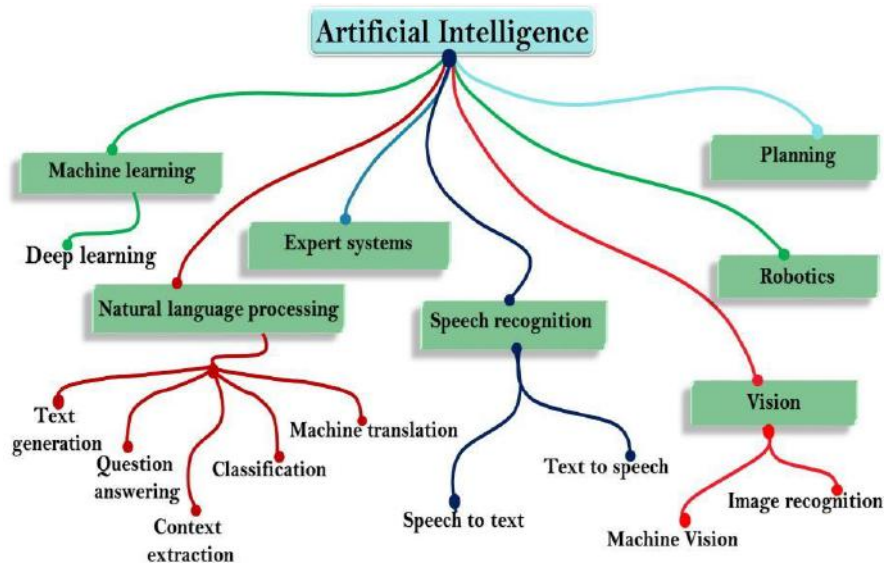 Artificial Intelligence
Planning
Machine learning
Expert systems
Deep learning
Robotics
Natural language processing
Speech recognition
Vision
Text
generation
Question
answering
Context
extraction
Classification
Machine translation
Speech to text
Text to speech
Machine Vision
Image recognition